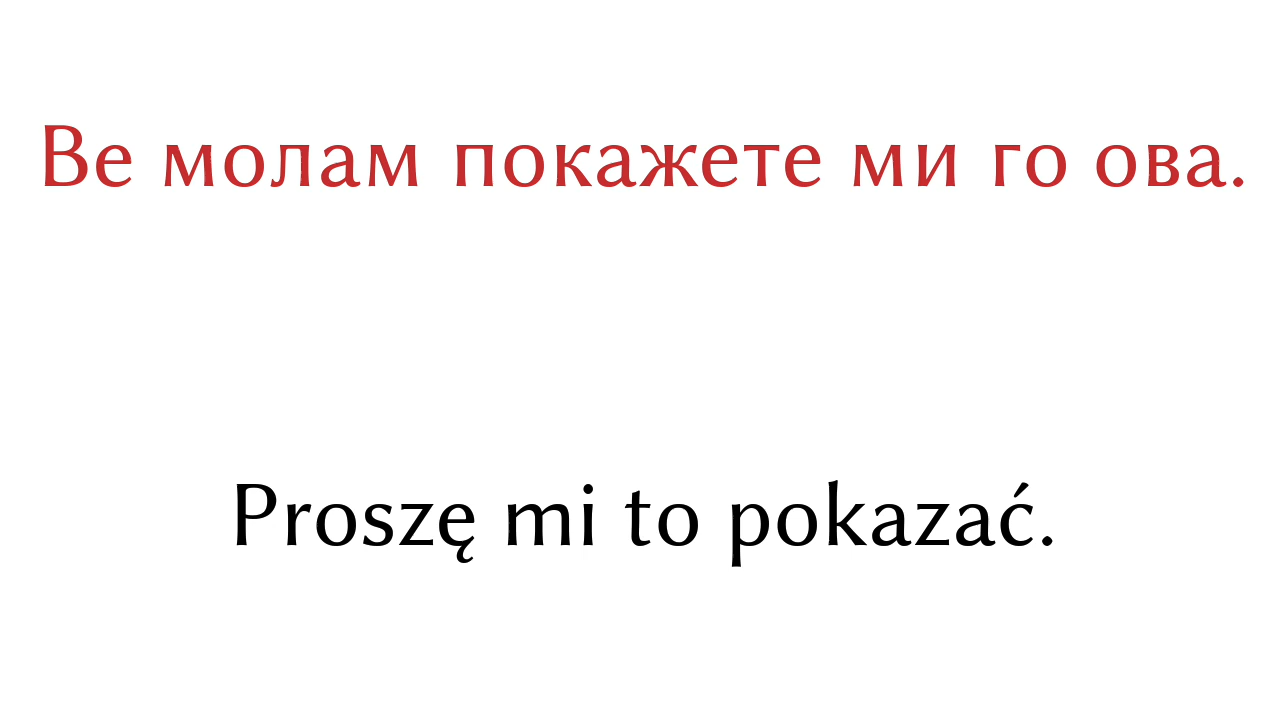 Ве молам покажете ми го ова.
Proszę mi to pokazać.